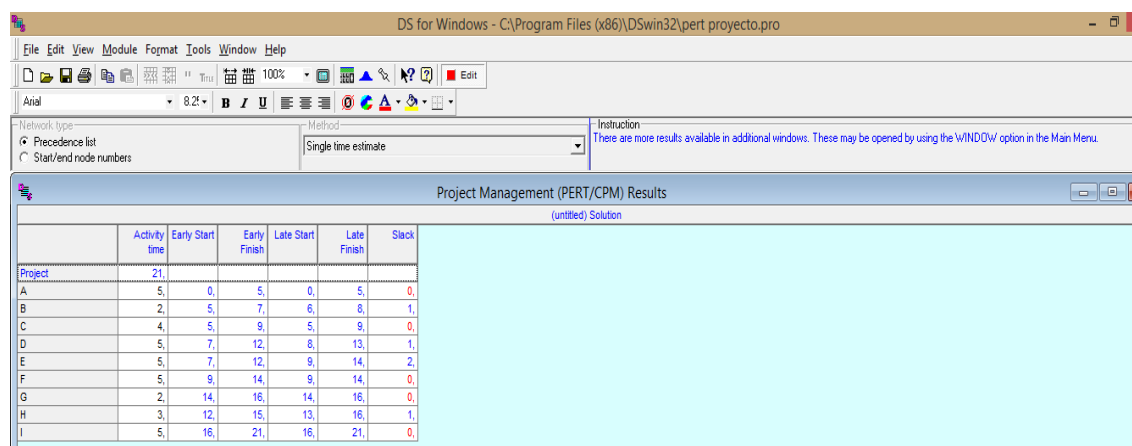 DS for Windows - C:\Program Files (x86)\DSwin32\pert proyecto.pro
File Edit View Module Format Tools Window Help
100% Edit
Arial 8.2 B I U
Network type
Precedence list
Start/end node numbers
Method
Single time estimate
Instruction
There are more results available in additional windows. These may be opened by using the WINDOW option in the Main Menu.
Project Management (PERT/CPM) Results
(untitled) Solution
Activity time Early Start Early Finish Late Start Late Finish Slack
Project 21,
A 5, 0, 5, 0, 5, 0,
B 2, 5, 7, 6, 8, 1,
C 4, 5, 9, 5, 9, 0,
D 5, 7, 12, 8, 13, 1,
E 5, 7, 12, 9, 14, 2,
F 5, 9, 14, 9, 14, 0,
G 2, 14, 16, 14, 16, 0,
H 3, 12, 15, 13, 16, 1,
I 5, 16, 21, 16, 21, 0,